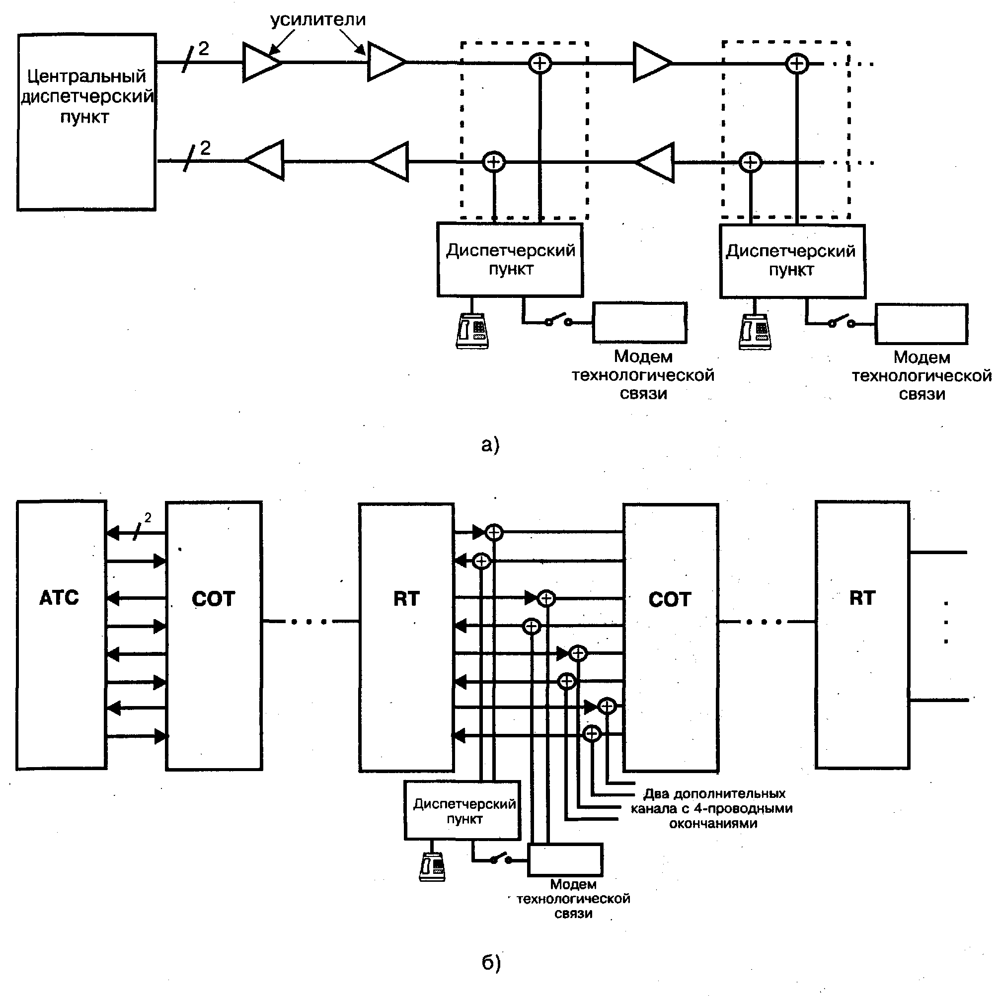 усилители
2
Центральный
диспетчерский
пункт
2
Диспетчерский
пункт
Диспетчерский
пункт
Модем
технологической
связи
Модем
технологической
связи
а)
2
АТС
СОТ
RT
СОТ
RT
Два дополнительных
канала с 4-проводными
окончаниями
Диспетчерский
пункт
Модем
технологической
связи
б)